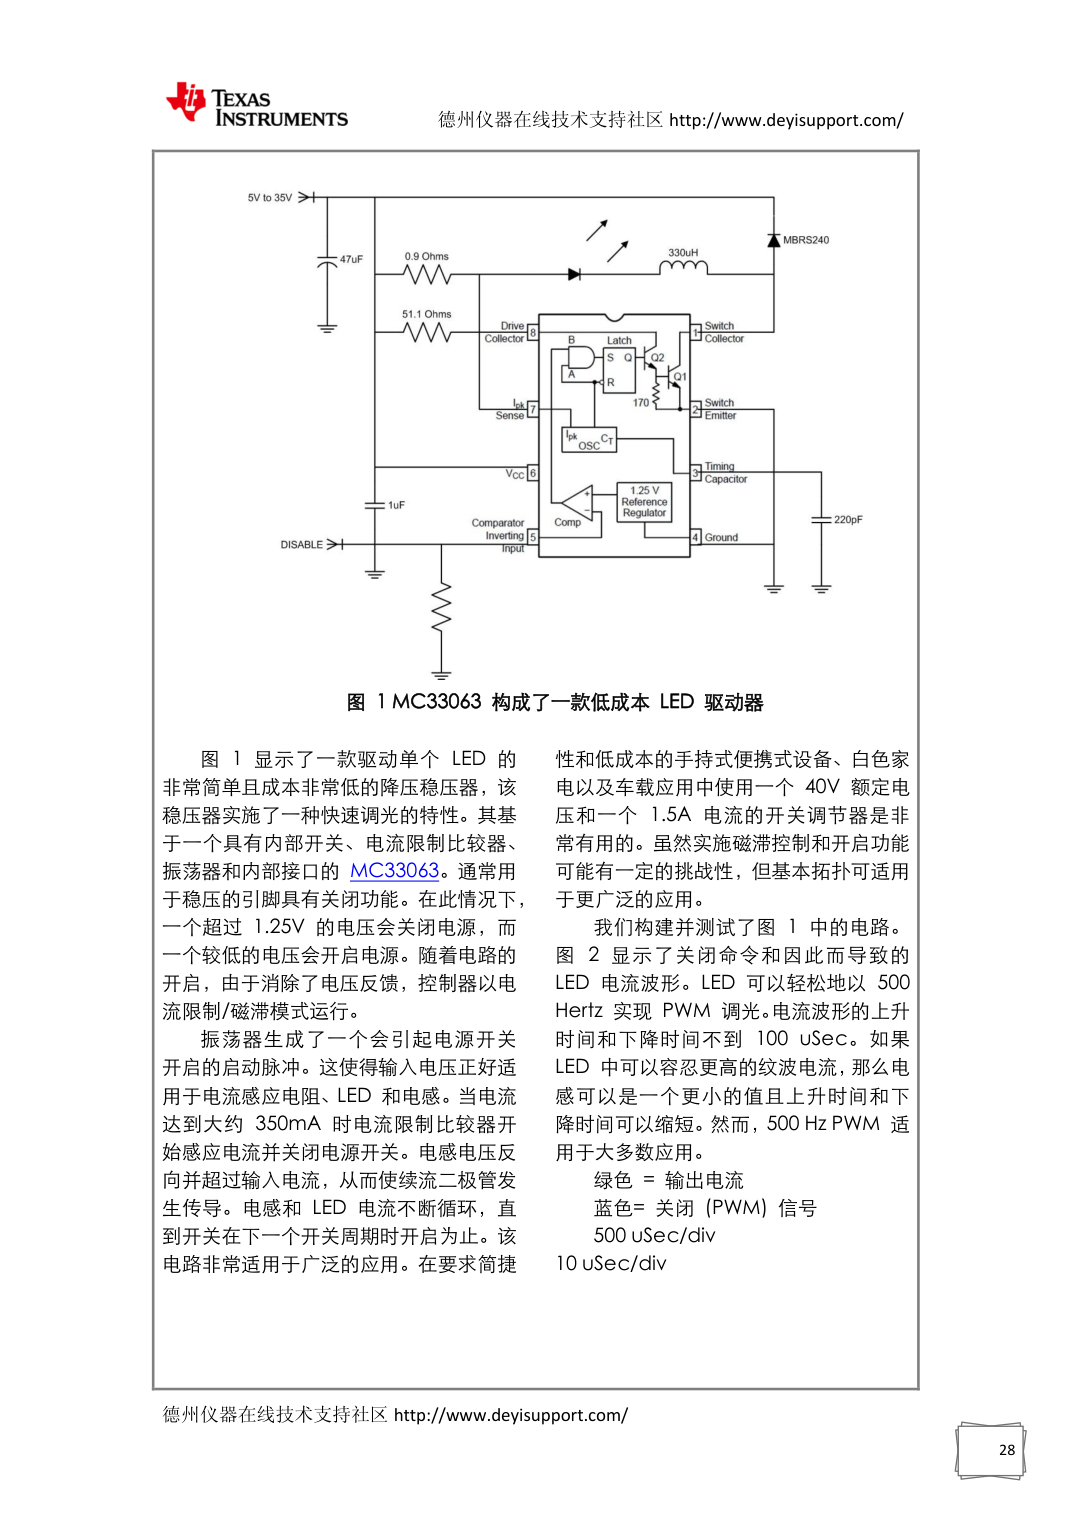 TEXAS
INSTRUMENTS
德州仪器在线技术支持社区 http://www.deyisupport.com/
5V to 35V
47uF
0.9 Ohms
330uH
MBRS240
51.1 Ohms
Drive
Collector
8
B
Latch
1
Switch
Collector
S Q
Q2
A
R
Q1
170
Ipk
Sense
7
2
Switch
Emitter
Ipk
CT
OSC
VCC
6
3
Timing
Capacitor
1.25 V
Reference
Regulator
1uF
+
−
Comp
220pF
Comparator
Inverting
Input
5
4
Ground
DISABLE
图 1 MC33063 构成了一款低成本 LED 驱动器
图 1 显示了一款驱动单个 LED 的
非常简单且成本非常低的降压稳压器，该
稳压器实施了一种快速调光的特性。其基
于一个具有内部开关、电流限制比较器、
振荡器和内部接口的 MC33063。通常用
于稳压的引脚具有关闭功能。在此情况下，
一个超过 1.25V 的电压会关闭电源，而
一个较低的电压会开启电源。随着电路的
开启，由于消除了电压反馈，控制器以电
流限制/磁滞模式运行。
振荡器生成了一个会引起电源开关
开启的启动脉冲。这使得输入电压正好适
用于电流感应电阻、LED 和电感。当电流
达到大约 350mA 时电流限制比较器开
始感应电流并关闭电源开关。电感电压反
向并超过输入电流，从而使续流二极管发
生传导。电感和 LED 电流不断循环，直
到开关在下一个开关周期时开启为止。该
电路非常适用于广泛的应用。在要求简捷
性和低成本的手持式便携式设备、白色家
电以及车载应用中使用一个 40V 额定电
压和一个 1.5A 电流的开关调节器是非
常有用的。虽然实施磁滞控制和开启功能
可能有一定的挑战性，但基本拓扑可适用
于更广泛的应用。
我们构建并测试了图 1 中的电路。
图 2 显示了关闭命令和因此而导致的
LED 电流波形。LED 可以轻松地以 500
Hertz 实现 PWM 调光。电流波形的上升
时间和下降时间不到 100 uSec。如果
LED 中可以容忍更高的纹波电流，那么电
感可以是一个更小的值且上升时间和下
降时间可以缩短。然而，500 Hz PWM 适
用于大多数应用。
绿色 = 输出电流
蓝色= 关闭 (PWM) 信号
500 uSec/div
10 uSec/div
德州仪器在线技术支持社区 http://www.deyisupport.com/
28